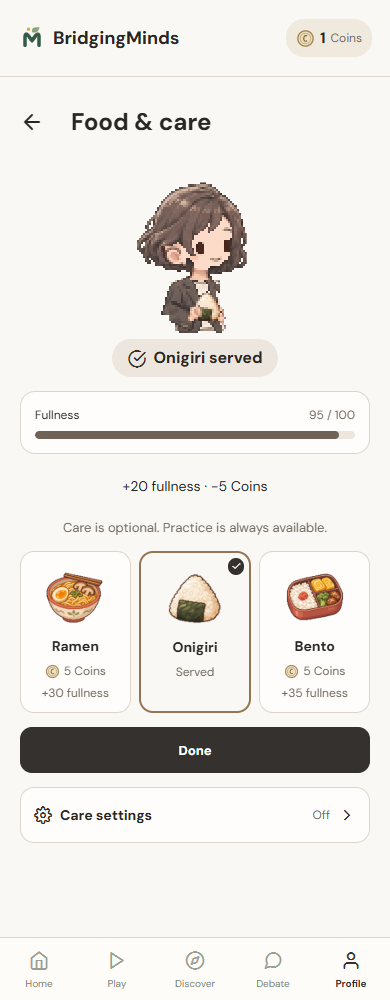 BridgingMinds
1 Coins
Food & care
Onigiri served
Fullness 95 / 100
+20 fullness · −5 Coins
Care is optional. Practice is always available.
Ramen
5 Coins
+30 fullness
Onigiri
Served
Bento
5 Coins
+35 fullness
Done
Care settings Off
Home Play Discover Debate Profile